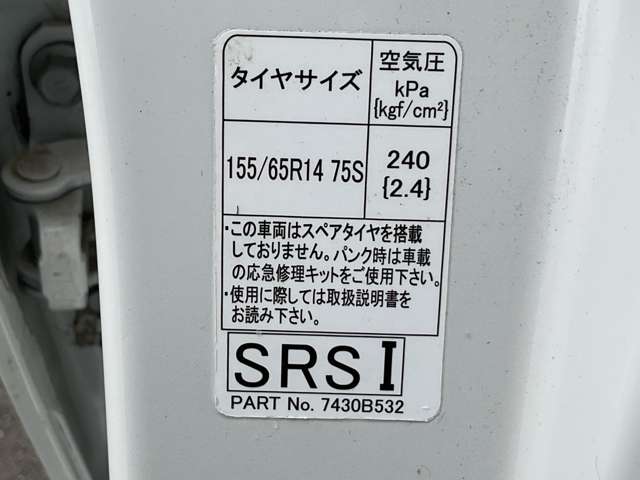 タイヤサイズ
空気圧
kPa
{kgf/cm²}
155/65R14 75S
240
{2.4}
・この車両はスペアタイヤを搭載
しておりません。パンク時は車載
の応急修理キットをご使用下さい。
・使用に際しては取扱説明書を
お読み下さい。
SRS I
PART No. 7430B532